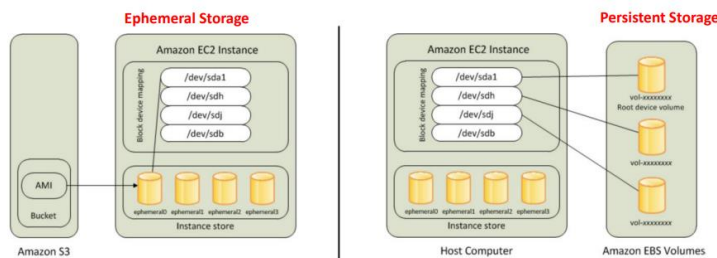 Ephemeral Storage
Amazon EC2 Instance
Block device mapping
/dev/sda1
/dev/sdh
/dev/sdj
/dev/sdb
AMI
Bucket
ephemeral0 ephemeral1 ephemeral2 ephemeral3
Instance store
Amazon S3
Persistent Storage
Amazon EC2 Instance
Block device mapping
/dev/sda1
/dev/sdh
/dev/sdj
/dev/sdb
ephemeral0 ephemeral1 ephemeral2 ephemeral3
Instance store
Host Computer
vol-xxxxxxxx
Root device volume
vol-xxxxxxxx
vol-xxxxxxxx
Amazon EBS Volumes